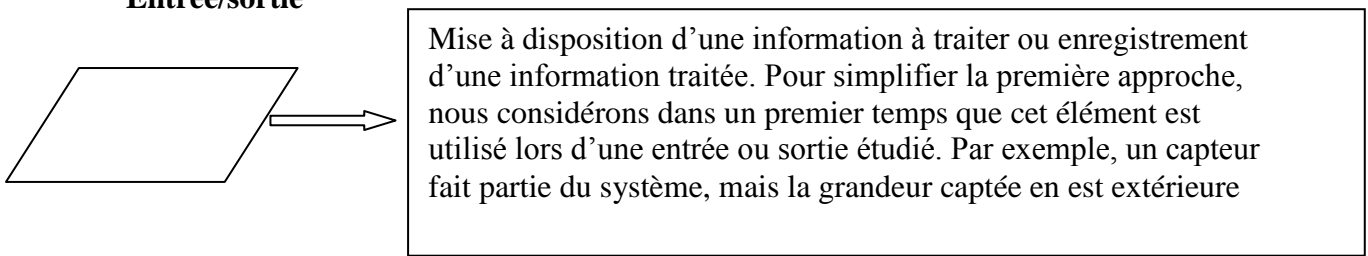 Entrée/sortie
Mise à disposition d’une information à traiter ou enregistrement
d’une information traitée. Pour simplifier la première approche,
nous considérons dans un premier temps que cet élément est
utilisé lors d’une entrée ou sortie étudié. Par exemple, un capteur
fait partie du système, mais la grandeur captée en est extérieure